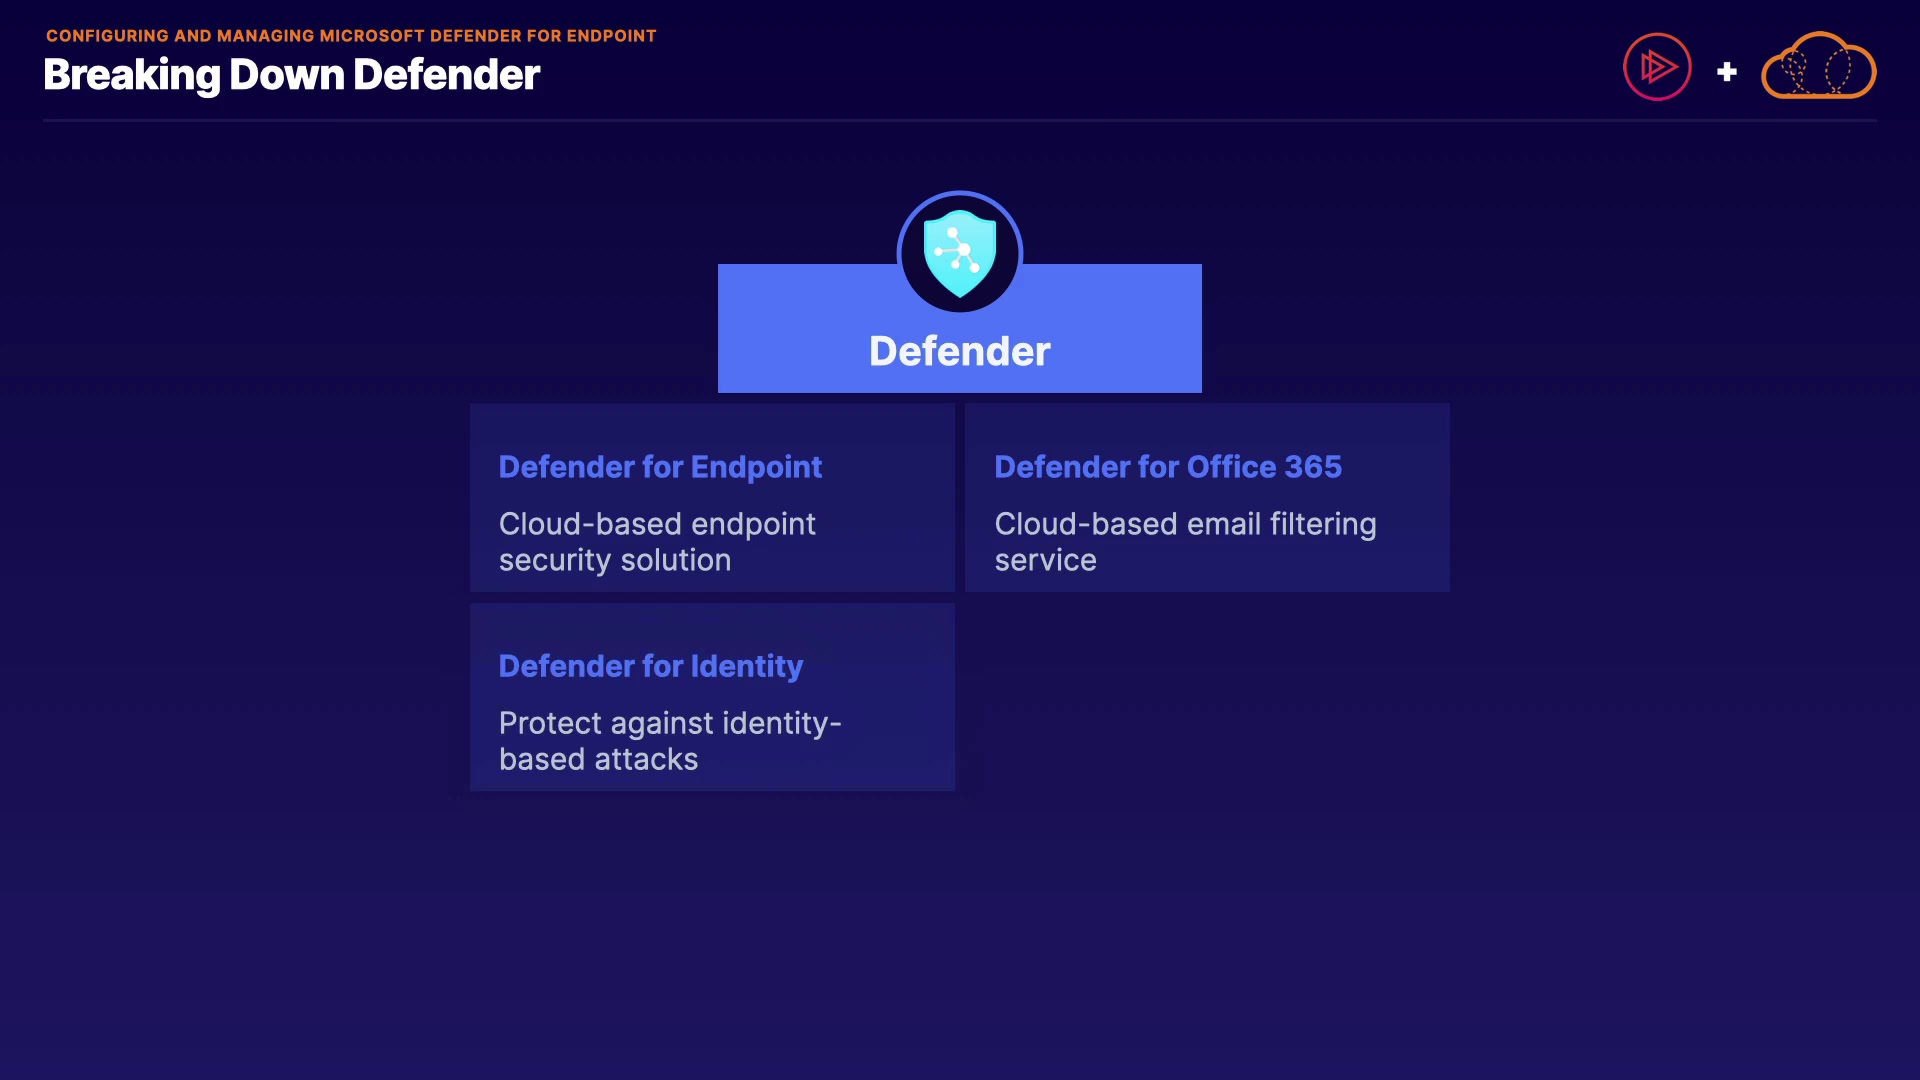 CONFIGURING AND MANAGING MICROSOFT DEFENDER FOR ENDPOINT
Breaking Down Defender
+
Defender
Defender for Endpoint
Cloud-based endpoint
security solution
Defender for Office 365
Cloud-based email filtering
service
Defender for Identity
Protect against identity-
based attacks